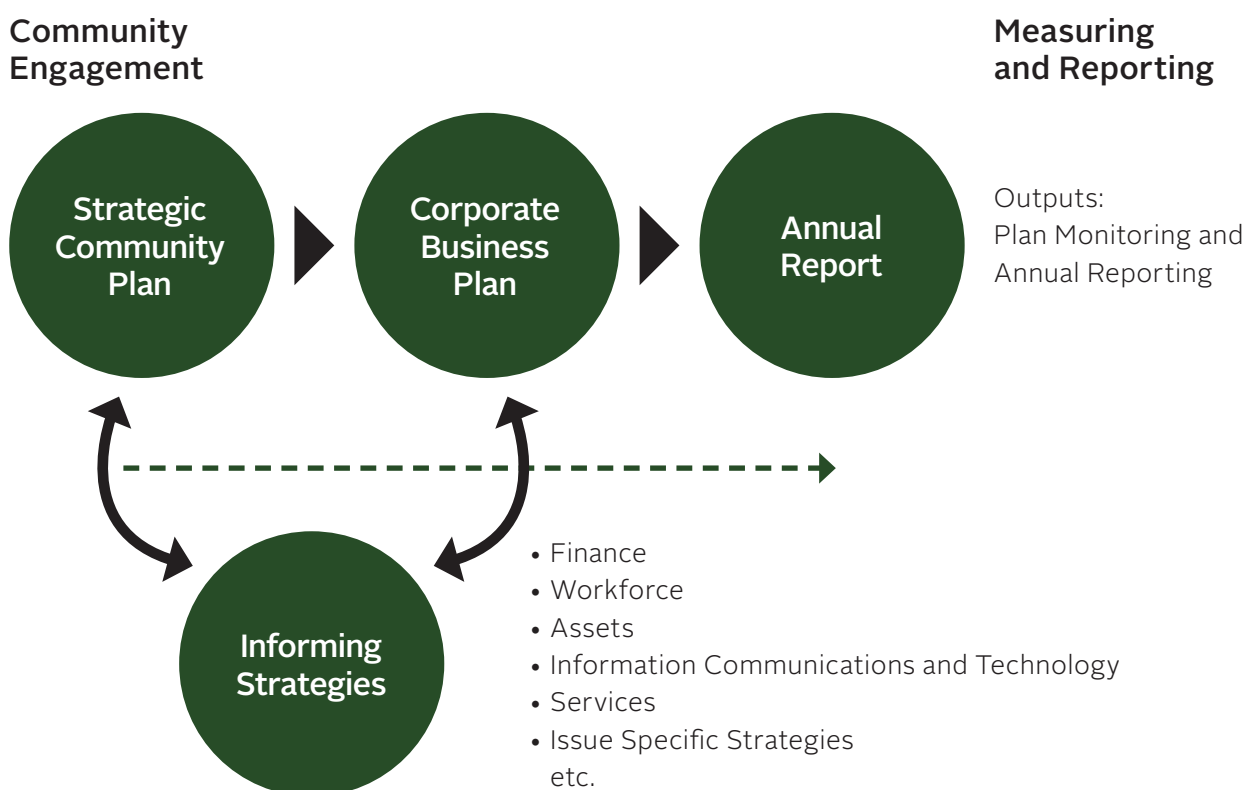 Community
Engagement
Measuring
and Reporting
Strategic
Community
Plan
Corporate
Business
Plan
Annual
Report
Outputs:
Plan Monitoring and
Annual Reporting
Informing
Strategies
• Finance
• Workforce
• Assets
• Information Communications and Technology
• Services
• Issue Specific Strategies
etc.